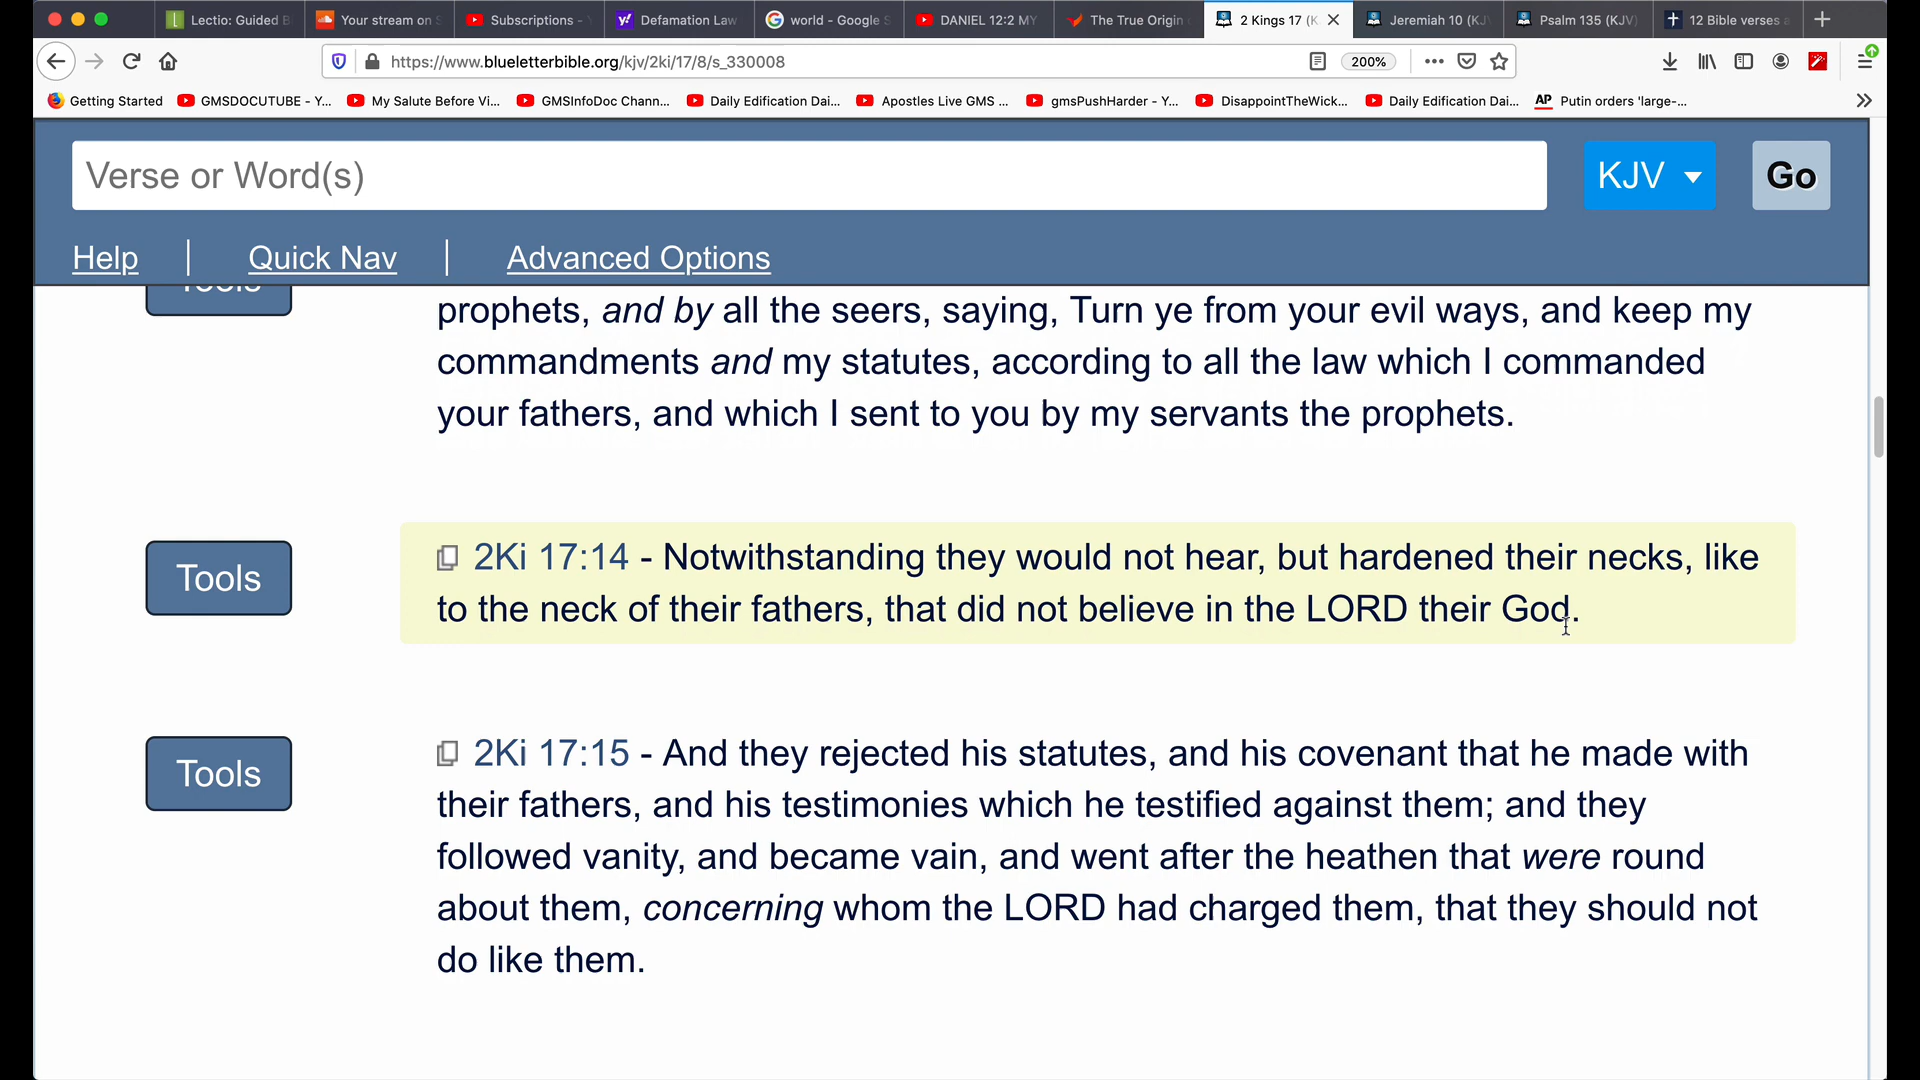 Lectio: Guided B
Your stream on S
Subscriptions - Y
Defamation Law
world - Google S
DANIEL 12:2 MY
The True Origin o
2 Kings 17 (K
Jeremiah 10 (KJV
Psalm 135 (KJV)
12 Bible verses a
https://www.blueletterbible.org/kjv/2ki/17/8/s_330008
200%
Getting Started
GMSDOCUTUBE - Y...
My Salute Before Vi...
GMSInfoDoc Chann...
Daily Edification Dai...
Apostles Live GMS ...
gmsPushHarder - Y...
DisappointTheWick...
Daily Edification Dai...
AP Putin orders 'large-...
Verse or Word(s)
KJV
Go
Help | Quick Nav | Advanced Options
Tools
prophets, and by all the seers, saying, Turn ye from your evil ways, and keep my
commandments and my statutes, according to all the law which I commanded
your fathers, and which I sent to you by my servants the prophets.
Tools
2Ki 17:14 - Notwithstanding they would not hear, but hardened their necks, like
to the neck of their fathers, that did not believe in the LORD their God.
Tools
2Ki 17:15 - And they rejected his statutes, and his covenant that he made with
their fathers, and his testimonies which he testified against them; and they
followed vanity, and became vain, and went after the heathen that were round
about them, concerning whom the LORD had charged them, that they should not
do like them.